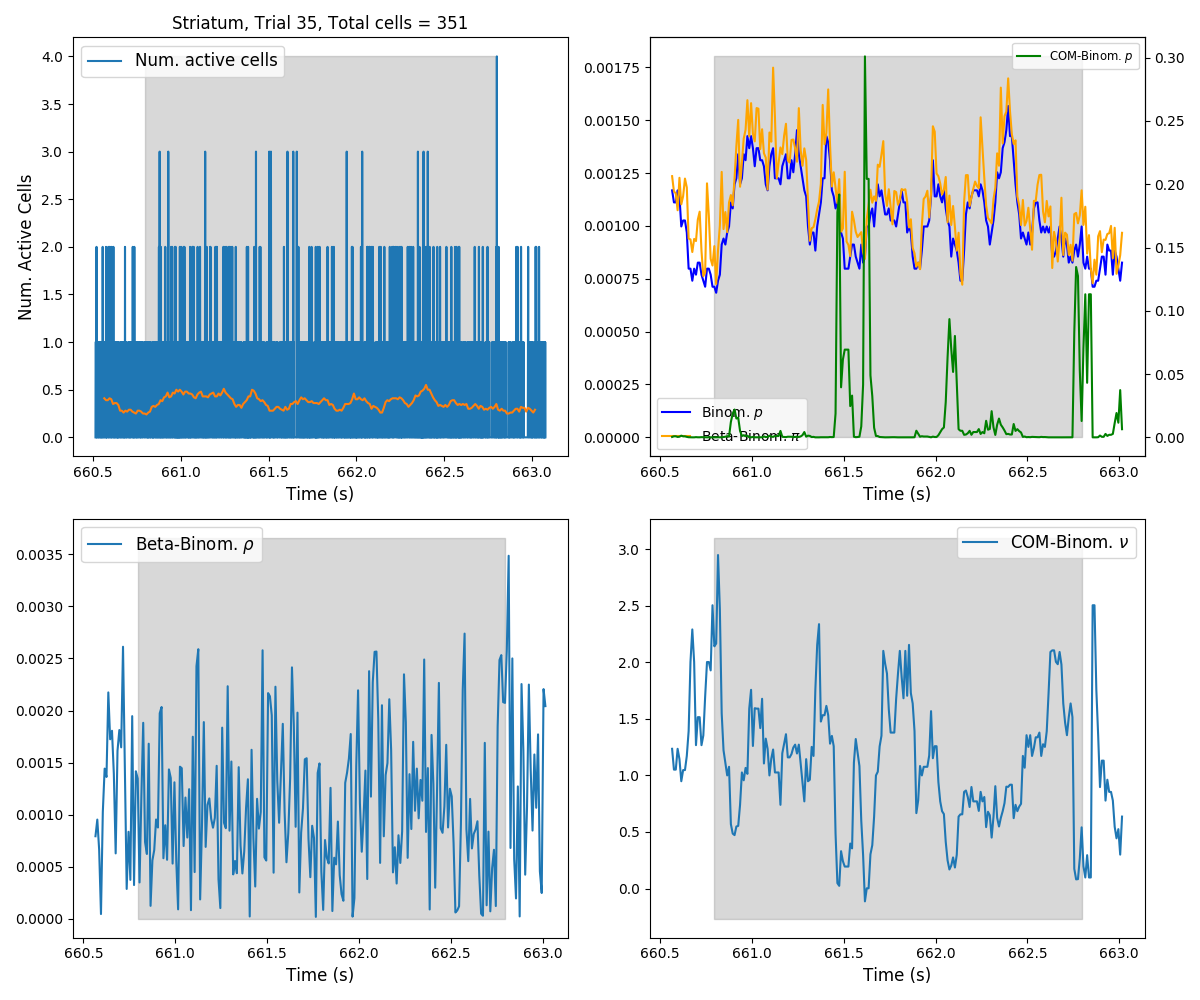 Striatum, Trial 35, Total cells = 351
Num. active cells
Num. Active Cells
4.0
3.5
3.0
2.5
2.0
1.5
1.0
0.5
0.0
660.5 661.0 661.5 662.0 662.5 663.0
Time (s)
COM-Binom. p
0.00175
0.00150
0.00125
0.00100
0.00075
0.00050
0.00025
0.00000
0.30
0.25
0.20
0.15
0.10
0.05
0.00
Binom. p
Beta-Binom. π
660.5 661.0 661.5 662.0 662.5 663.0
Time (s)
Beta-Binom. ρ
0.0035
0.0030
0.0025
0.0020
0.0015
0.0010
0.0005
0.0000
660.5 661.0 661.5 662.0 662.5 663.0
Time (s)
COM-Binom. ν
3.0
2.5
2.0
1.5
1.0
0.5
0.0
660.5 661.0 661.5 662.0 662.5 663.0
Time (s)